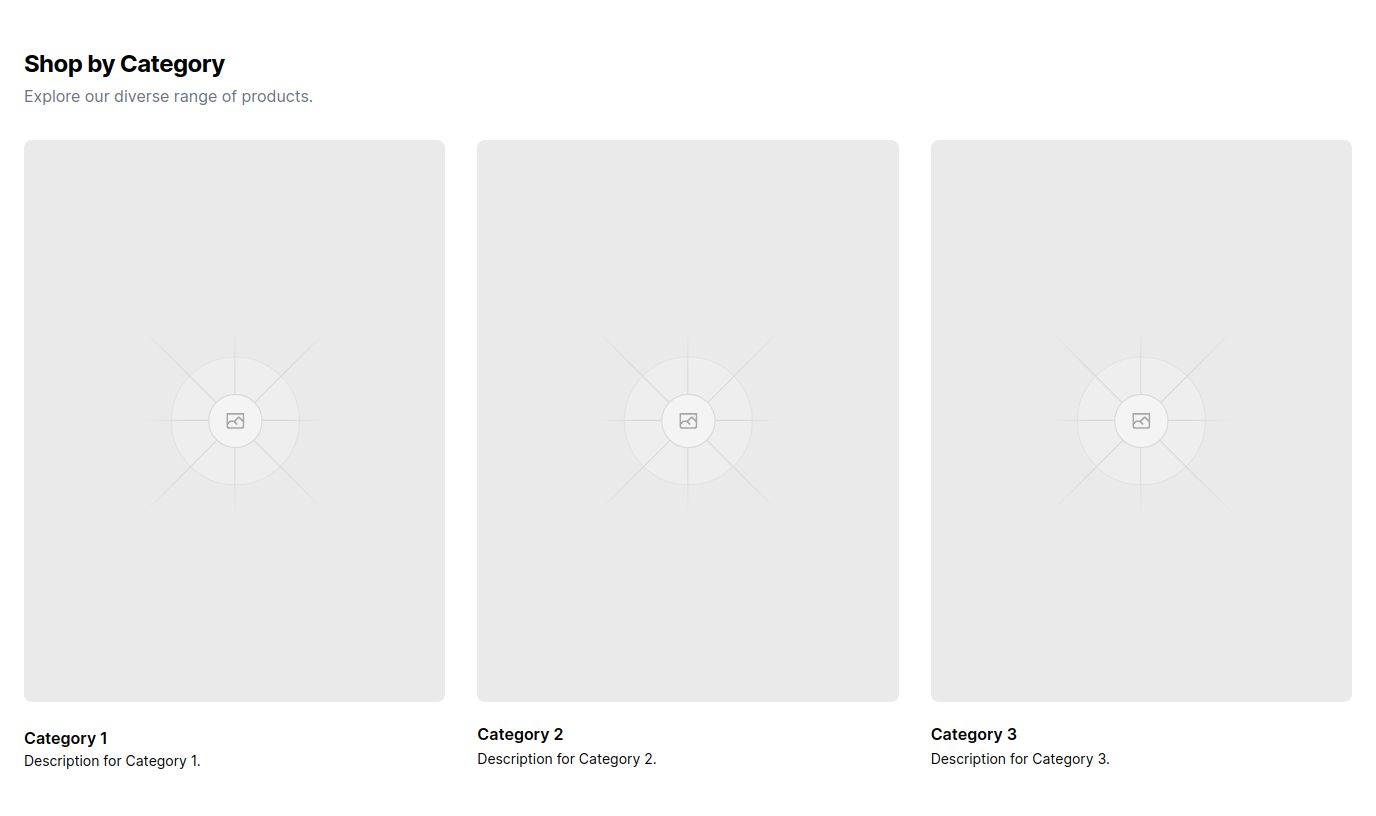 Shop by Category
Explore our diverse range of products.
Category 1
Description for Category 1.
Category 2
Description for Category 2.
Category 3
Description for Category 3.